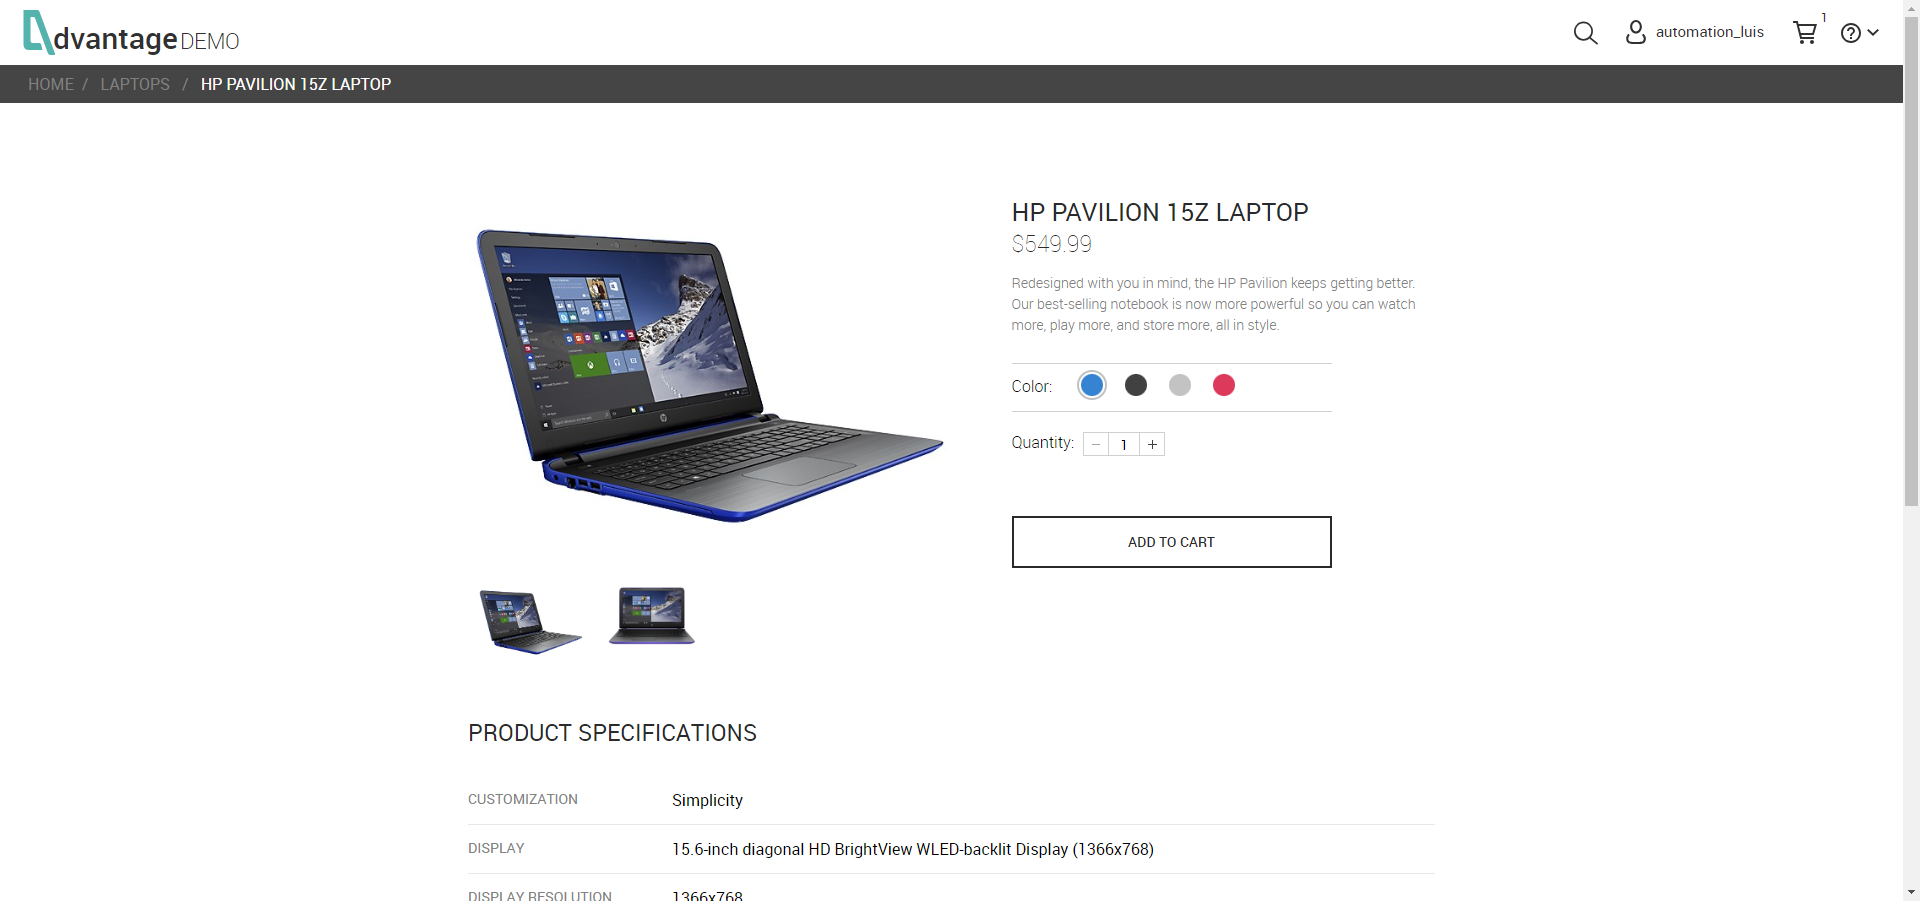 dvantage DEMO
automation_luis
1
HOME / LAPTOPS / HP PAVILION 15Z LAPTOP
HP PAVILION 15Z LAPTOP
$549.99
Redesigned with you in mind, the HP Pavilion keeps getting better.
Our best-selling notebook is now more powerful so you can watch
more, play more, and store more, all in style.
Color:
Quantity: − 1 +
ADD TO CART
PRODUCT SPECIFICATIONS
CUSTOMIZATION Simplicity
DISPLAY 15.6-inch diagonal HD BrightView WLED-backlit Display (1366x768)
DISPLAY RESOLUTION 1366x768